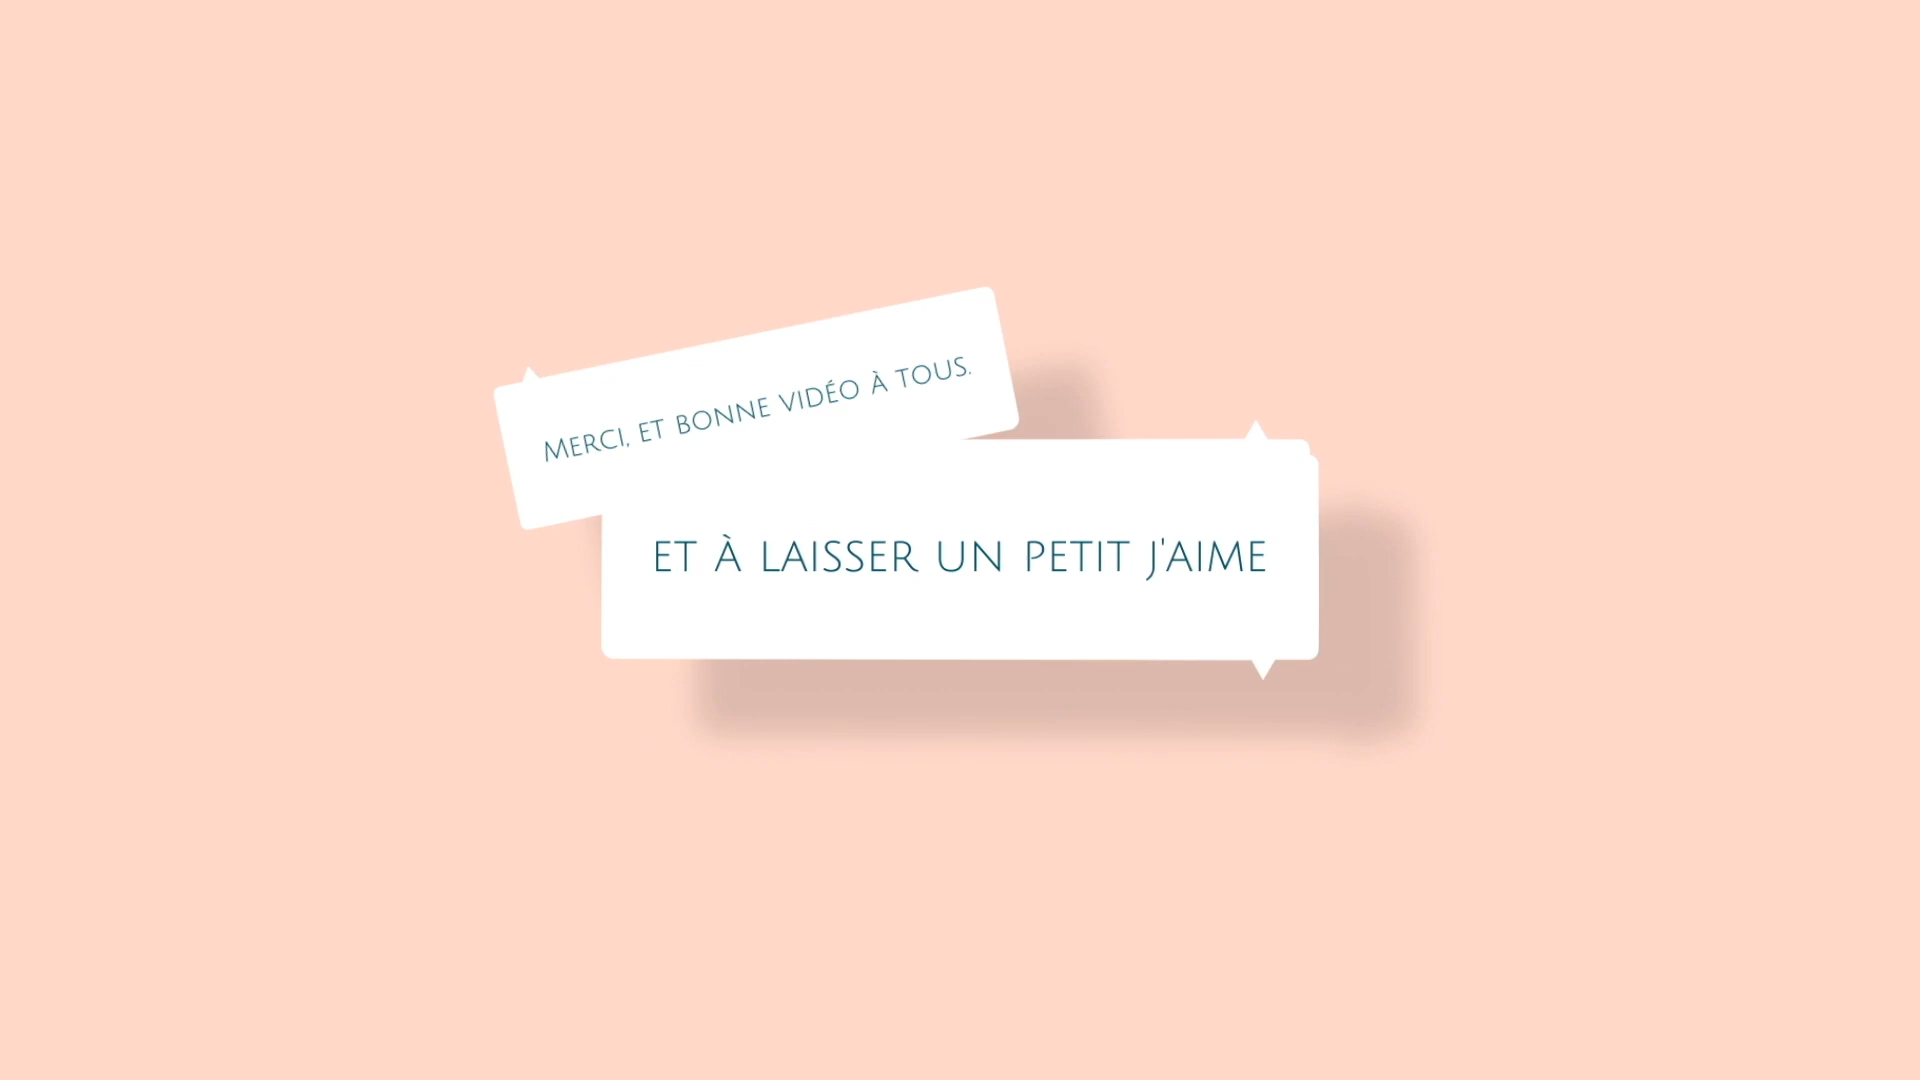 MERCI, ET BONNE VIDÉO À TOUS.
ET À LAISSER UN PETIT J'AIME